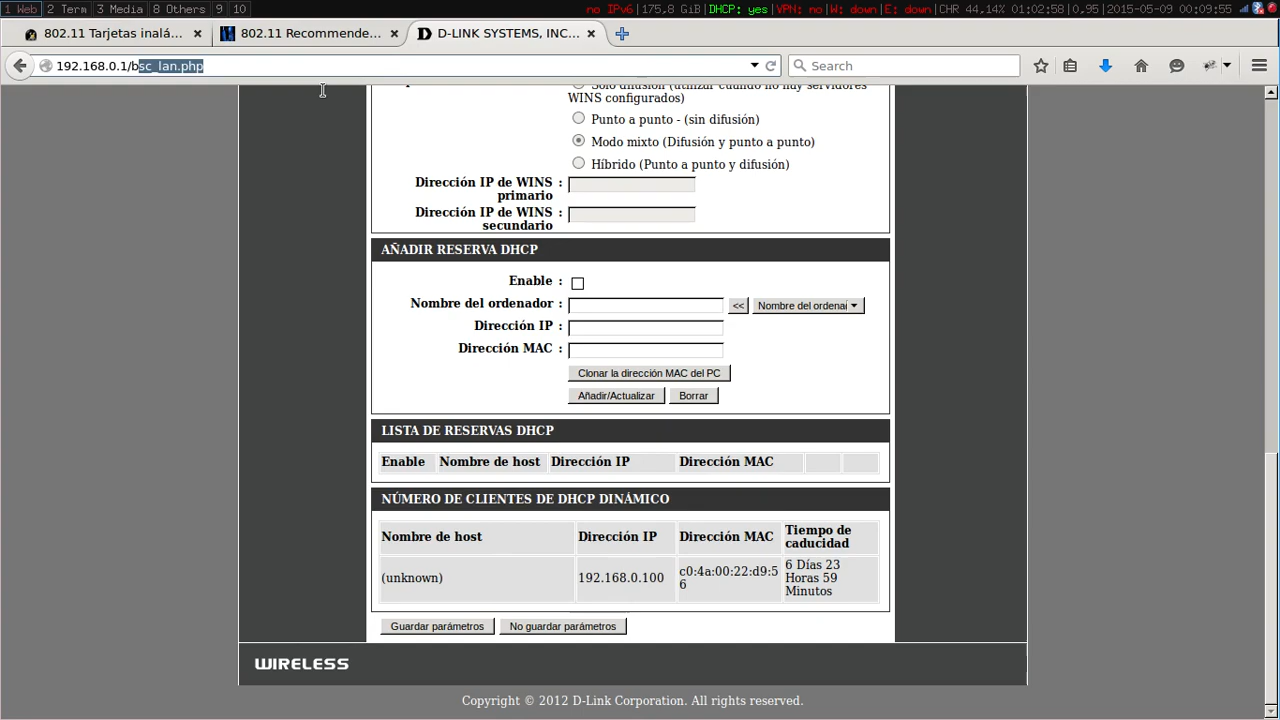 1 Web 2 Term 3 Media 8 Others 9 10 no IPv6|175,8 GiB|DHCP: yes|VPN: no|W: down|E: down|CHR 44,14% 01:02:58|0,95|2015-05-09 00:09:55
802.11 Tarjetas inalá... × 802.11 Recommende... × D-LINK SYSTEMS, INC... ×
192.168.0.1/bsc_lan.php Search
WINS configurados)
Punto a punto - (sin difusión)
Modo mixto (Difusión y punto a punto)
Híbrido (Punto a punto y difusión)
Dirección IP de WINS :
primario
Dirección IP de WINS :
secundario
AÑADIR RESERVA DHCP
Enable :
Nombre del ordenador : << Nombre del ordena
Dirección IP :
Dirección MAC :
Clonar la dirección MAC del PC
Añadir/Actualizar Borrar
LISTA DE RESERVAS DHCP
Enable Nombre de host Dirección IP Dirección MAC
NÚMERO DE CLIENTES DE DHCP DINÁMICO
Nombre de host Dirección IP Dirección MAC Tiempo de
caducidad
(unknown) 192.168.0.100 c0:4a:00:22:d9:5
6 6 Días 23
Horas 59
Minutos
Guardar parámetros No guardar parámetros
WIRELESS
Copyright © 2012 D-Link Corporation. All rights reserved.